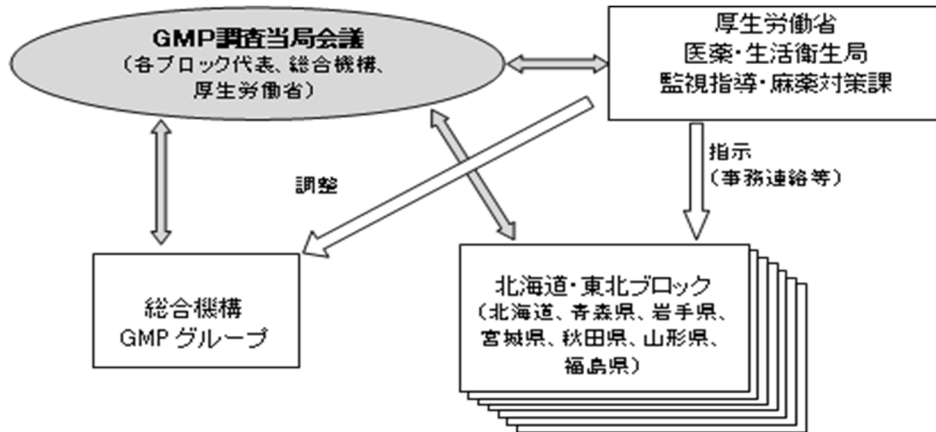 GMP調査当局会議
（各ブロック代表、総合機構、
厚生労働省）
厚生労働省
医薬・生活衛生局
監視指導・麻薬対策課
調整
指示
（事務連絡等）
総合機構
GMPグループ
北海道・東北ブロック
（北海道、青森県、岩手県、
宮城県、秋田県、山形県、
福島県）